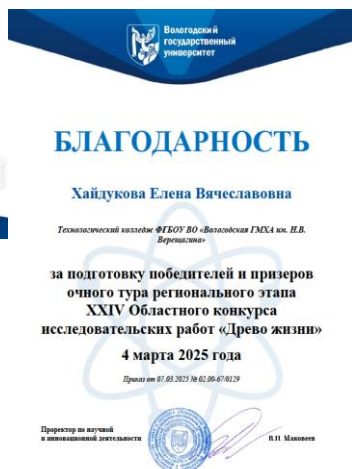 Вологодский
государственный
университет
БЛАГОДАРНОСТЬ
Хайдукова Елена Вячеславовна
Технологический колледж ФГБОУ ВО «Вологодская ГМХА им. Н.В.
Верещагина»
за подготовку победителей и призеров
очного тура регионального этапа
XXIV Областного конкурса
исследовательских работ «Древо жизни»
4 марта 2025 года
Приказ от 07.03.2025 № 02.00-67/0129
Проректор по научной
и инновационной деятельности
В.Н. Маковеев